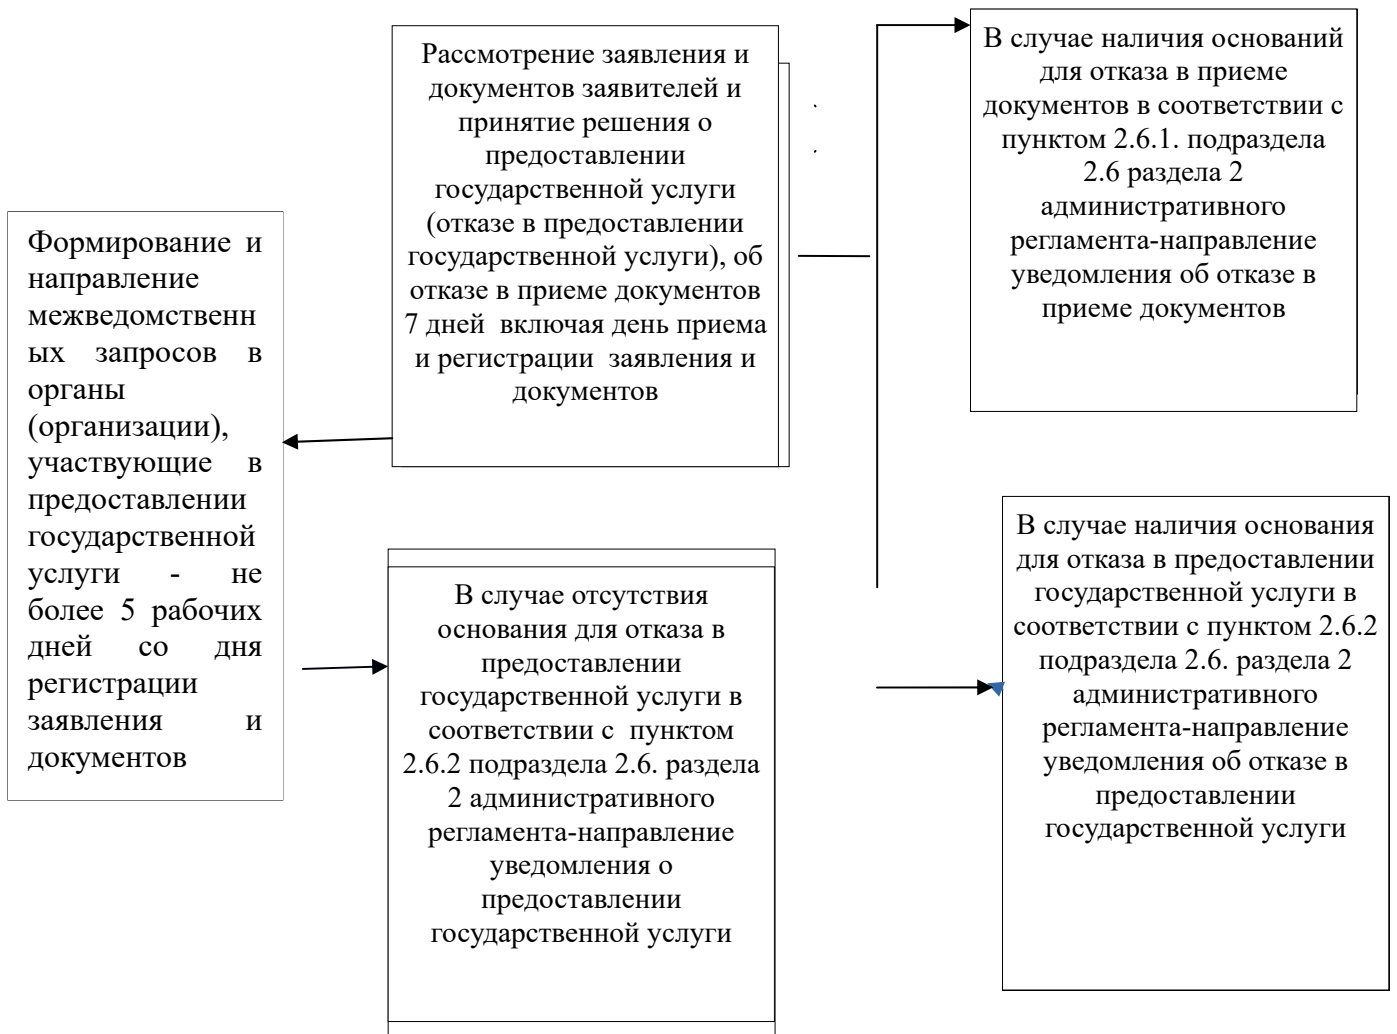 Рассмотрение заявления и
документов заявителей и
принятие решения о
предоставлении
государственной услуги
(отказе в предоставлении
государственной услуги), об
отказе в приеме документов
7 дней включая день приема
и регистрации заявления и
документов
В случае наличия оснований
для отказа в приеме
документов в соответствии с
пунктом 2.6.1. подраздела
2.6 раздела 2
административного
регламента-направление
уведомления об отказе в
приеме документов
Формирование и
направление
межведомственн
ых запросов в
органы
(организации),
участвующие в
предоставлении
государственной
услуги - не
более 5 рабочих
дней со дня
регистрации
заявления и
документов
В случае отсутствия
основания для отказа в
предоставлении
государственной услуги в
соответствии с пунктом
2.6.2 подраздела 2.6. раздела
2 административного
регламента-направление
уведомления о
предоставлении
государственной услуги
В случае наличия основания
для отказа в предоставлении
государственной услуги в
соответствии с пунктом 2.6.2
подраздела 2.6. раздела 2
административного
регламента-направление
уведомления об отказе в
предоставлении
государственной услуги